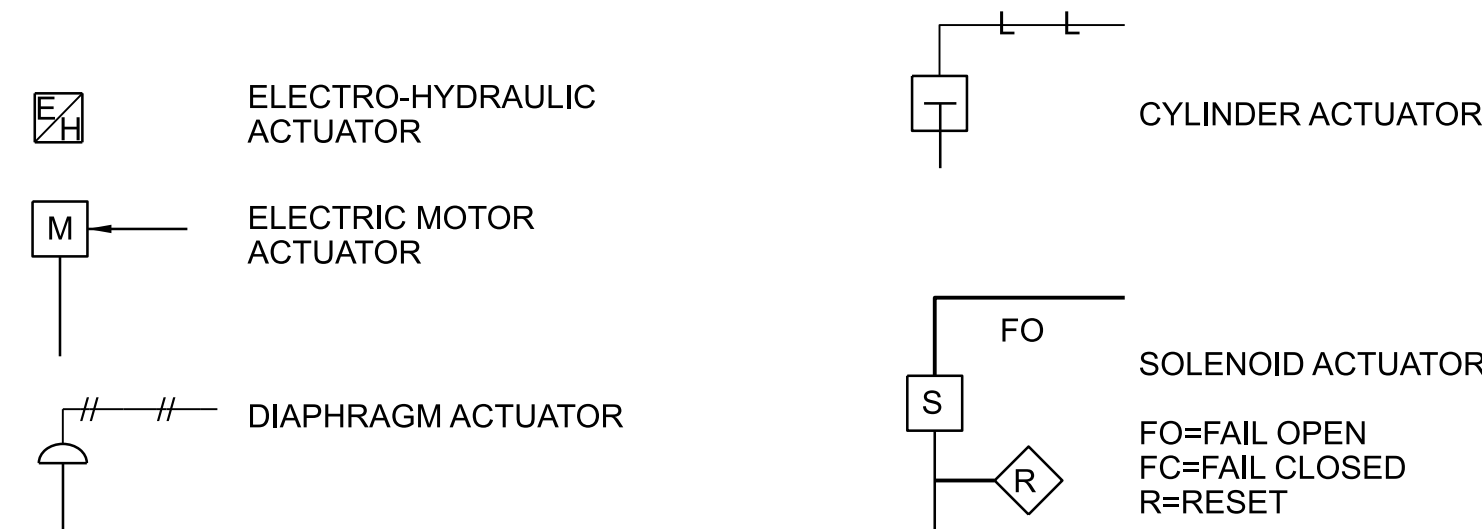 E
H
ELECTRO-HYDRAULIC
ACTUATOR
M
ELECTRIC MOTOR
ACTUATOR
DIAPHRAGM ACTUATOR
L L
CYLINDER ACTUATOR
FO
S
SOLENOID ACTUATOR
R
FO=FAIL OPEN
FC=FAIL CLOSED
R=RESET